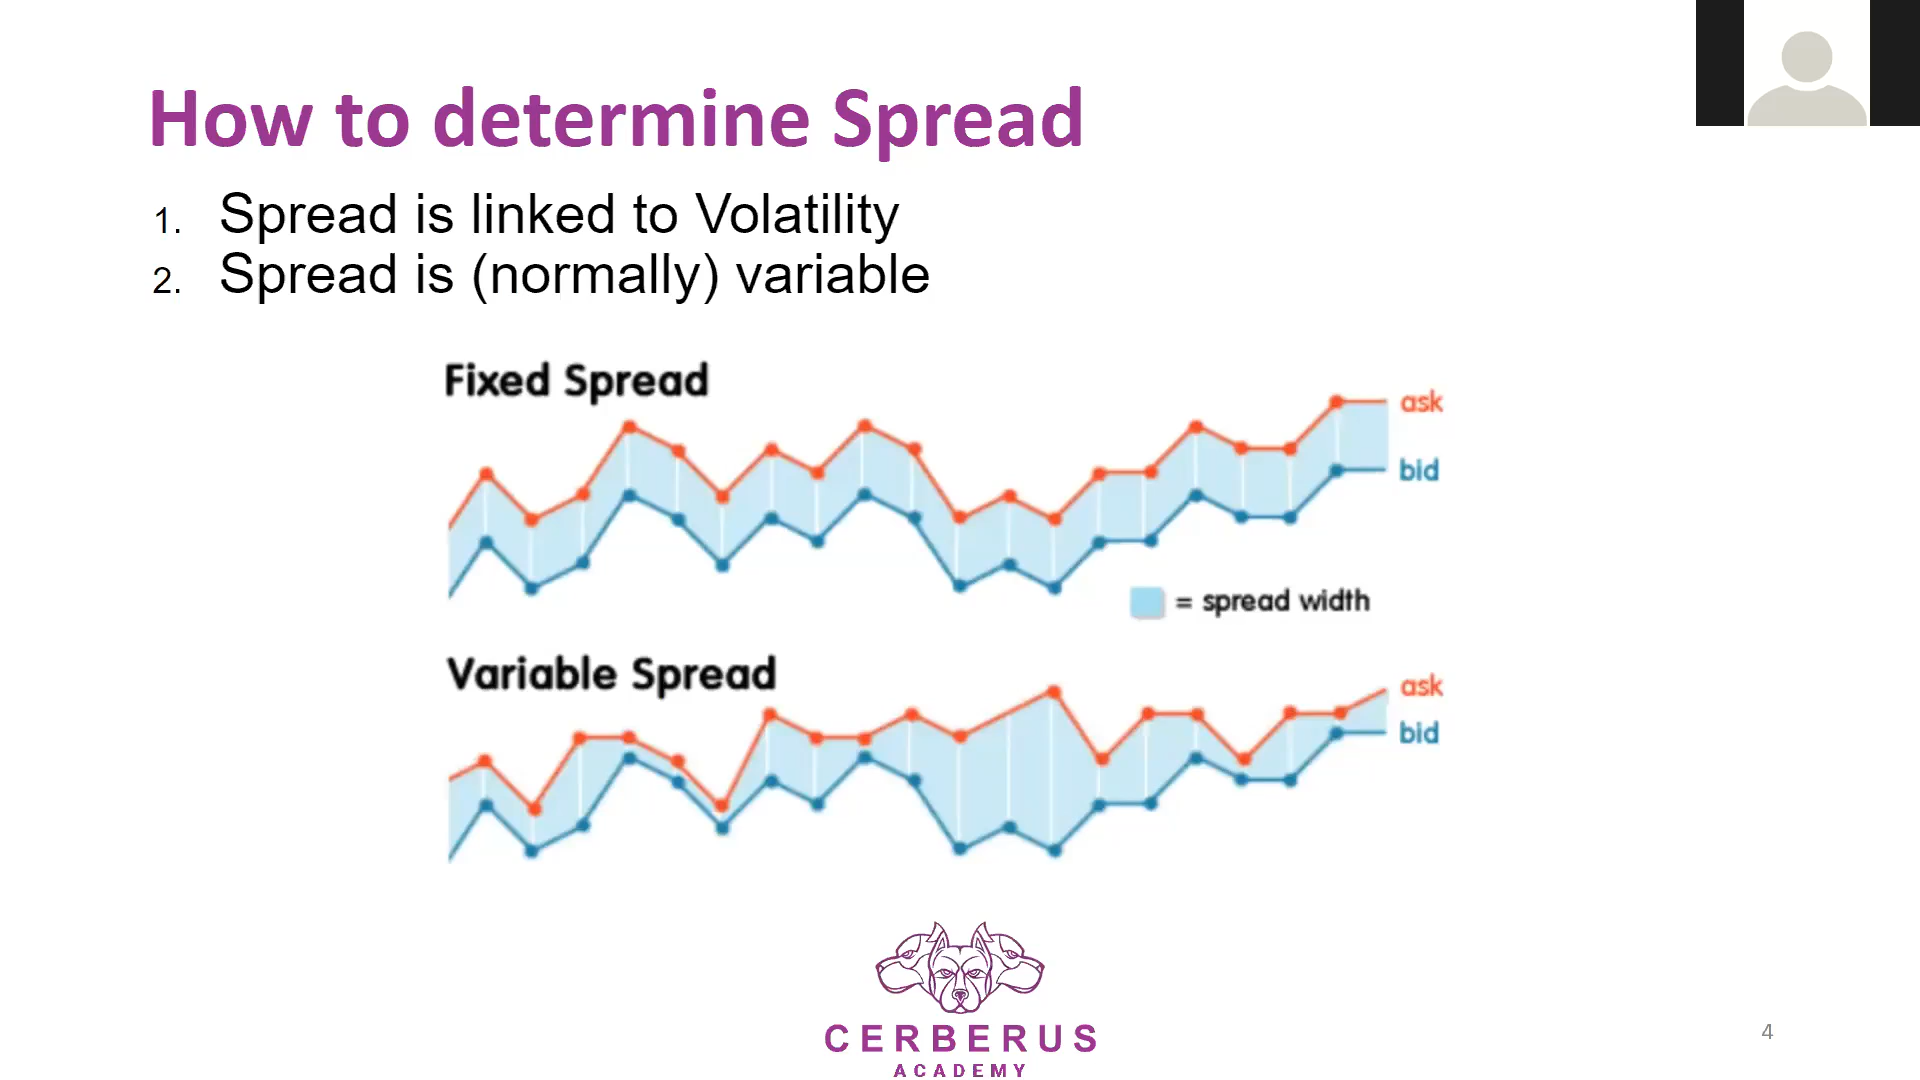 How to determine Spread
1. Spread is linked to Volatility
2. Spread is (normally) variable
Fixed Spread
ask
bid
= spread width
Variable Spread
ask
bid
CERBERUS
ACADEMY
4